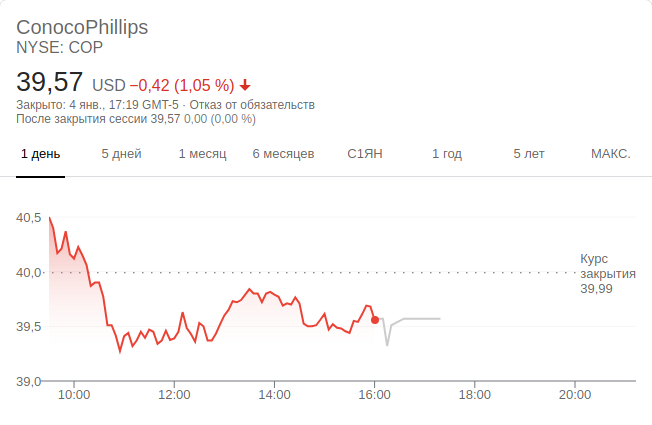 ConocoPhillips
NYSE: COP
39,57 USD −0,42 (1,05 %)
Закрыто: 4 янв., 17:19 GMT-5 · Отказ от обязательств
После закрытия сессии 39,57 0,00 (0,00 %)
1 день 5 дней 1 месяц 6 месяцев С1ЯН 1 год 5 лет МАКС.
40,5
Курс
40,0 закрытия
39,99
39,5
39,0
10:00 12:00 14:00 16:00 18:00 20:00